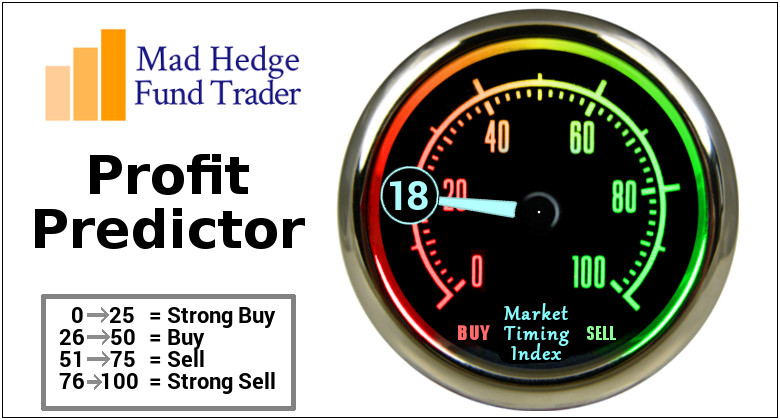 Mad Hedge
Fund Trader
Profit
Predictor
0→25 = Strong Buy
26→50 = Buy
51→75 = Sell
76→100 = Strong Sell
40
60
18
20
80
0
100
BUY
Market
Timing
Index
SELL